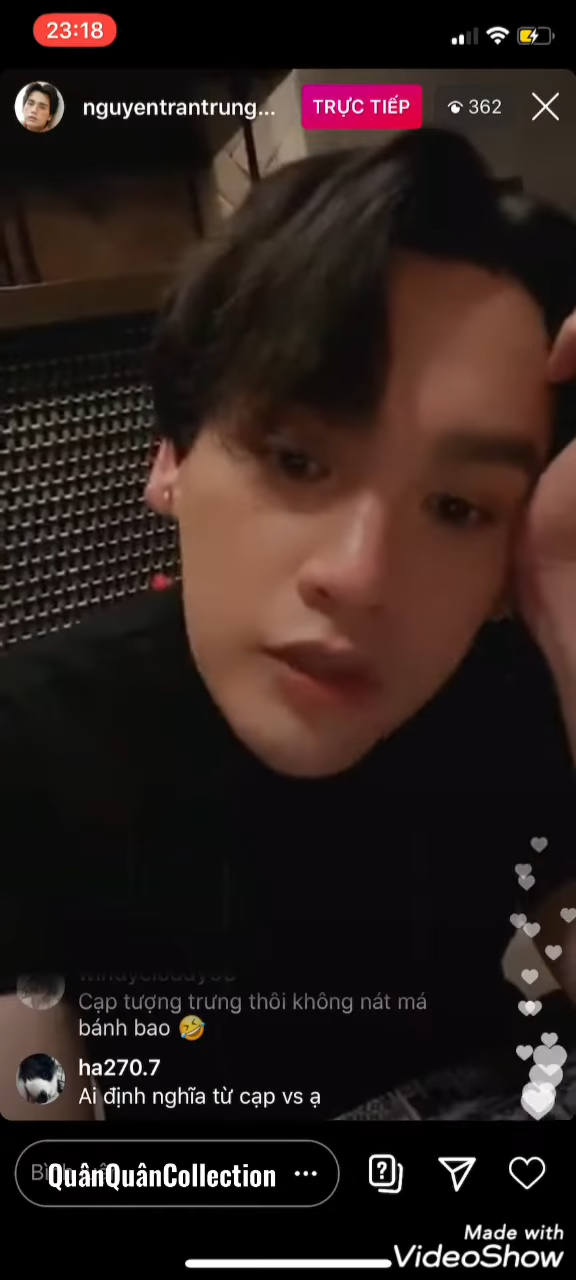 23:18
nguyentrantrung...
TRỰC TIẾP
362
Cạp tượng trưng thôi không nát má
bánh bao 🤣
ha270.7
Ai định nghĩa từ cạp vs ạ
QuânQuânCollection
Made with
VideoShow